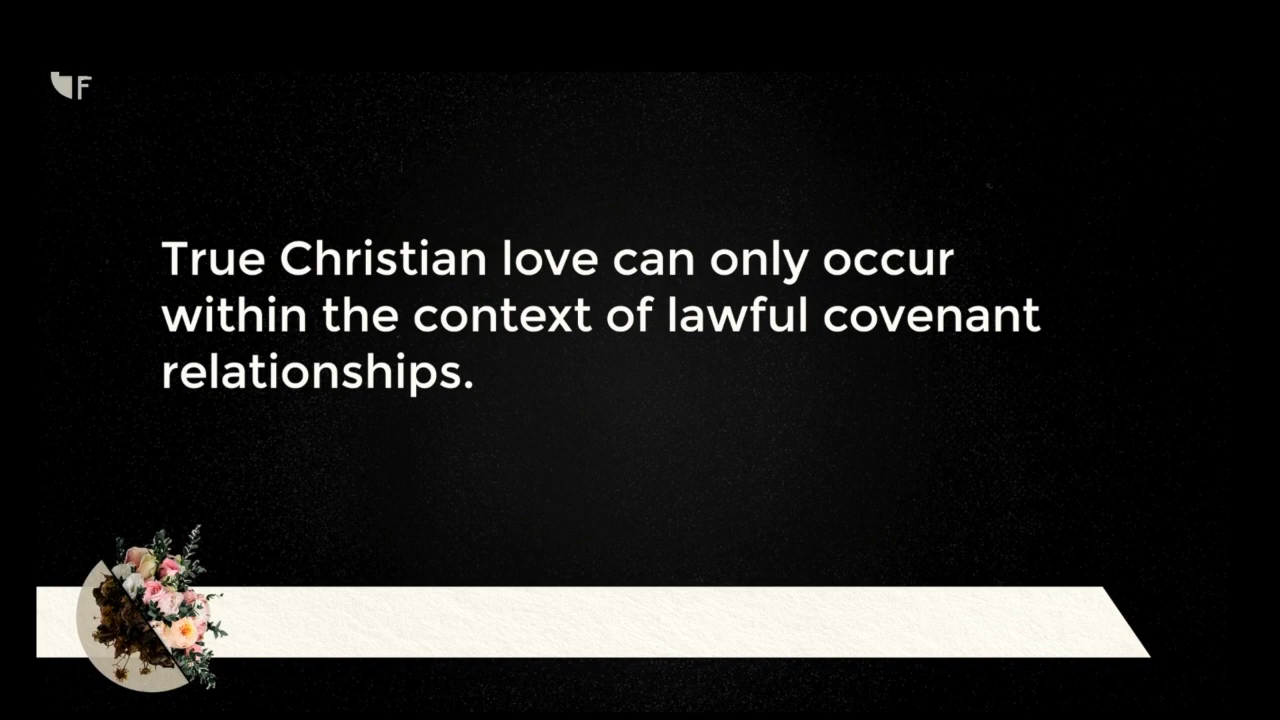 F
True Christian love can only occur
within the context of lawful covenant
relationships.